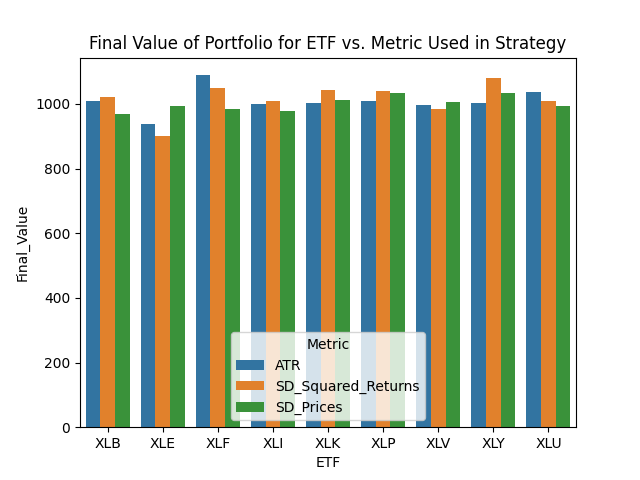 Final Value of Portfolio for ETF vs. Metric Used in Strategy
Final_Value
1000
800
600
400
200
0
Metric
ATR
SD_Squared_Returns
SD_Prices
XLB XLE XLF XLI XLK XLP XLV XLY XLU
ETF